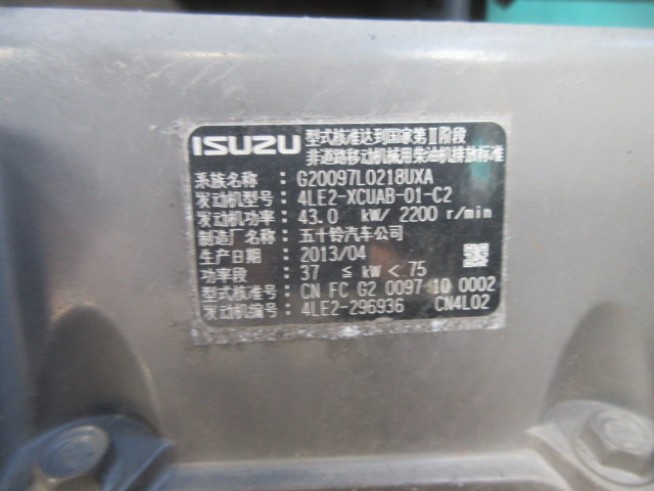 ISUZU 型式核准达到国家第Ⅱ阶段
非道路移动机械用柴油机排放标准
系族名称：G20097L0218UXA
发动机型号：4LE2-XCUAB-01-C2
发动机功率：43.0 kW/ 2200 r/min
制造厂名称：五十铃汽车公司
生产日期：2013/04
功率段：37 ≤ kW < 75
型式核准号：CN FC G2 0097 10 0002
发动机编号：4LE2-296936 CN4L02